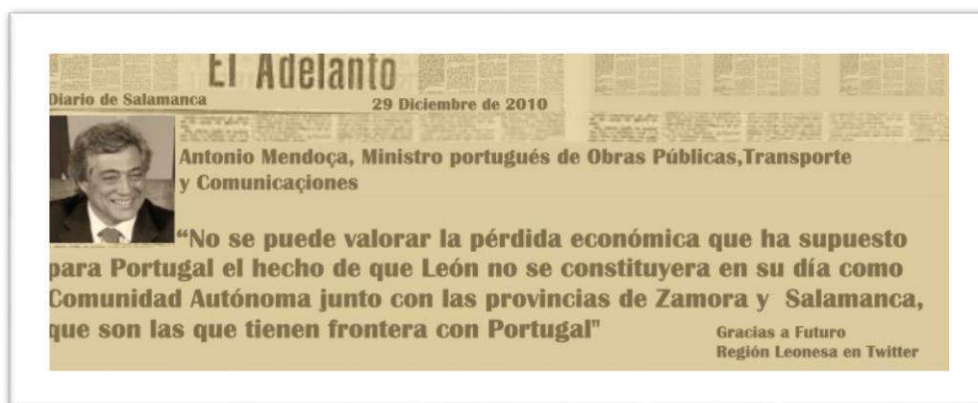 El Adelanto
Diario de Salamanca
29 Diciembre de 2010
Antonio Mendoça, Ministro portugués de Obras Públicas,Transporte
y Comunicaçiones
“No se puede valorar la pérdida económica que ha supuesto
para Portugal el hecho de que León no se constituyera en su día como
Comunidad Autónoma junto con las provincias de Zamora y Salamanca,
que son las que tienen frontera con Portugal"
Gracias a Futuro
Región Leonesa en Twitter